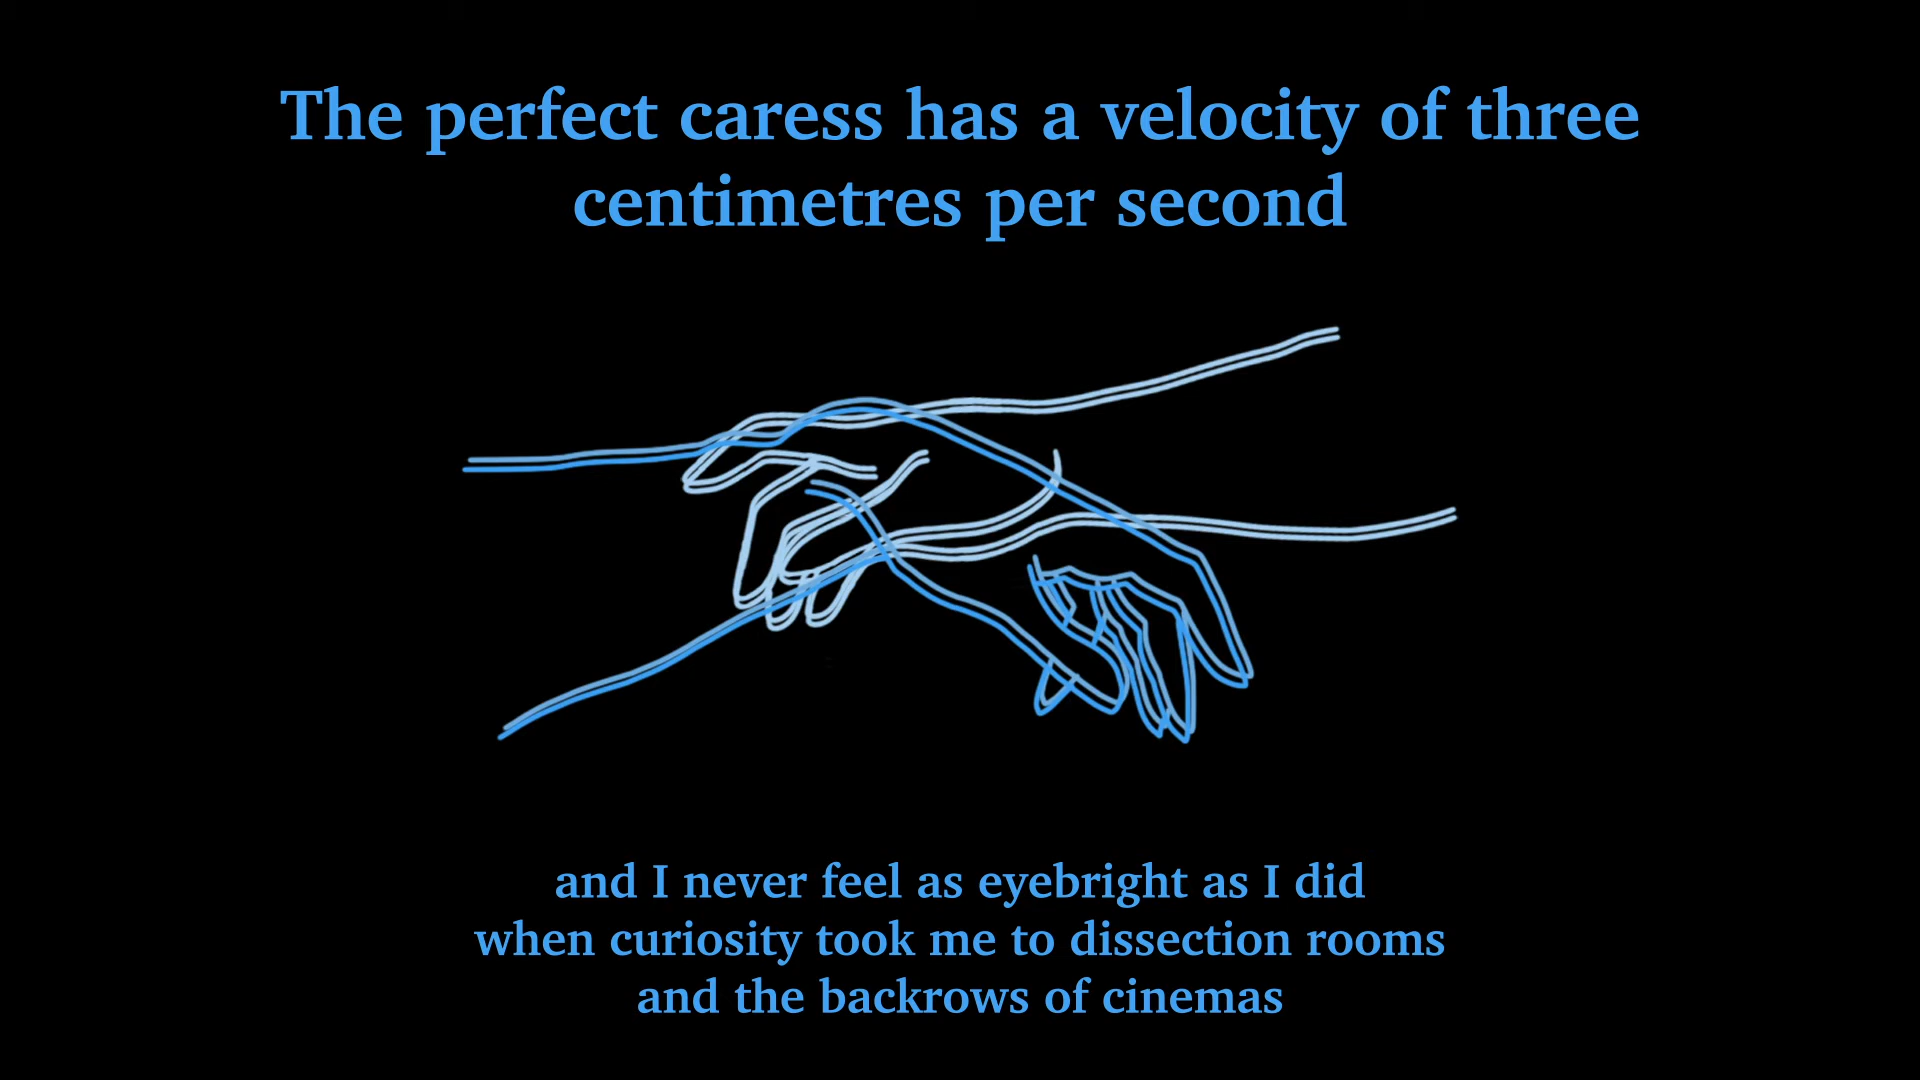 The perfect caress has a velocity of three
centimetres per second
and I never feel as eyebright as I did
when curiosity took me to dissection rooms
and the backrows of cinemas